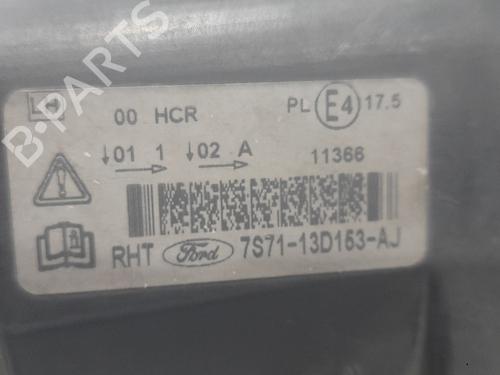 B-PARTS
00 HCR PL E4 17.5
↓01 1 ↓02 A 11366
RHT Ford 7S71-13D153-AJ